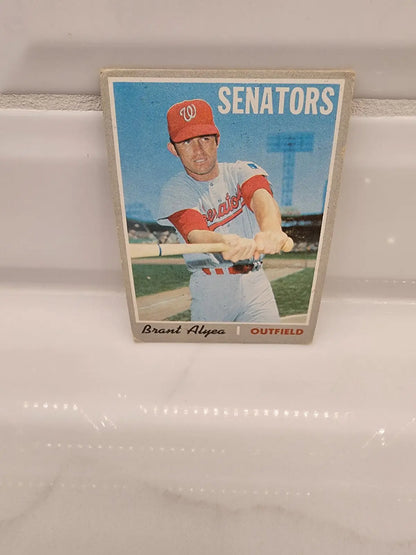 SENATORS
W
Senators
Brant Alyea | OUTFIELD